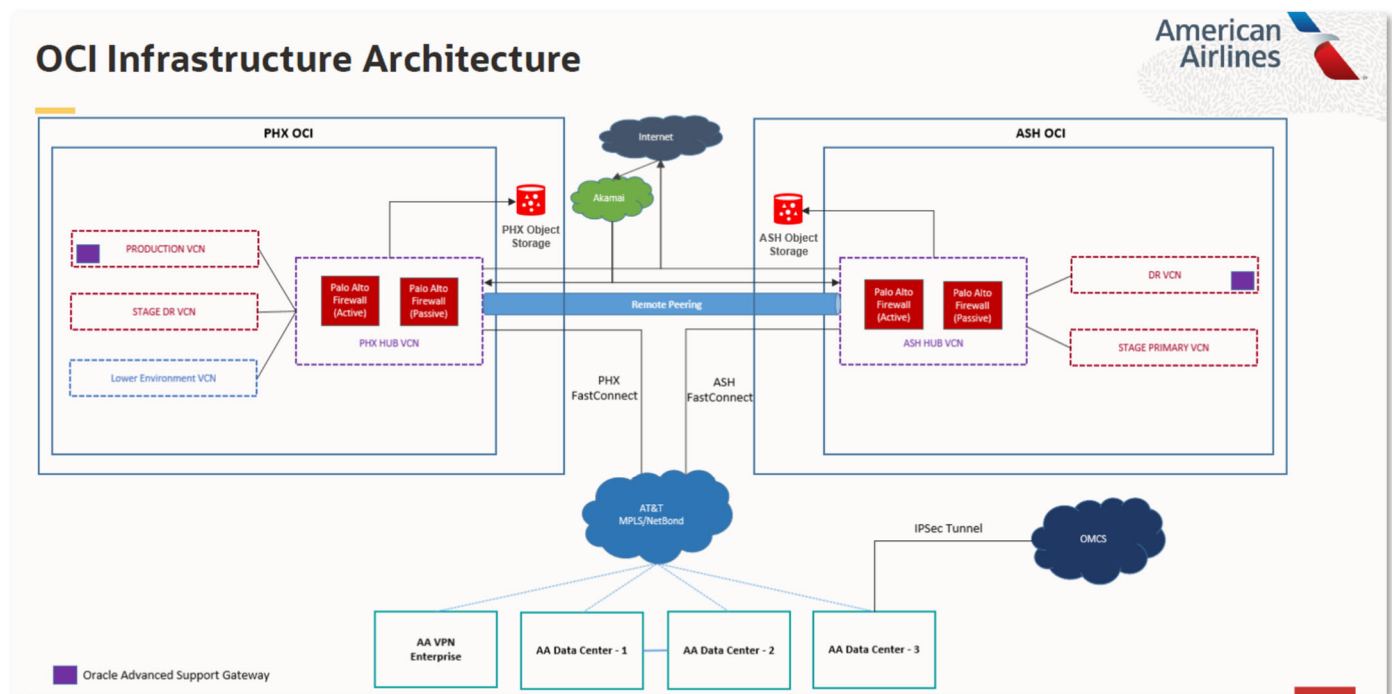 OCI Infrastructure Architecture
American
Airlines
PHX OCI
Internet
ASH OCI
Akamai
PHX Object
Storage
ASH Object
Storage
PRODUCTION VCN
STAGE DR VCN
Lower Environment VCN
Palo Alto
Firewall
(Active)
Palo Alto
Firewall
(Passive)
PHX HUB VCN
Remote Peering
Palo Alto
Firewall
(Active)
Palo Alto
Firewall
(Passive)
ASH HUB VCN
DR VCN
STAGE PRIMARY VCN
PHX
FastConnect
ASH
FastConnect
AT&T
MPLS/NetBond
IPSec Tunnel
OMCS
AA VPN
Enterprise
AA Data Center - 1
AA Data Center - 2
AA Data Center - 3
Oracle Advanced Support Gateway